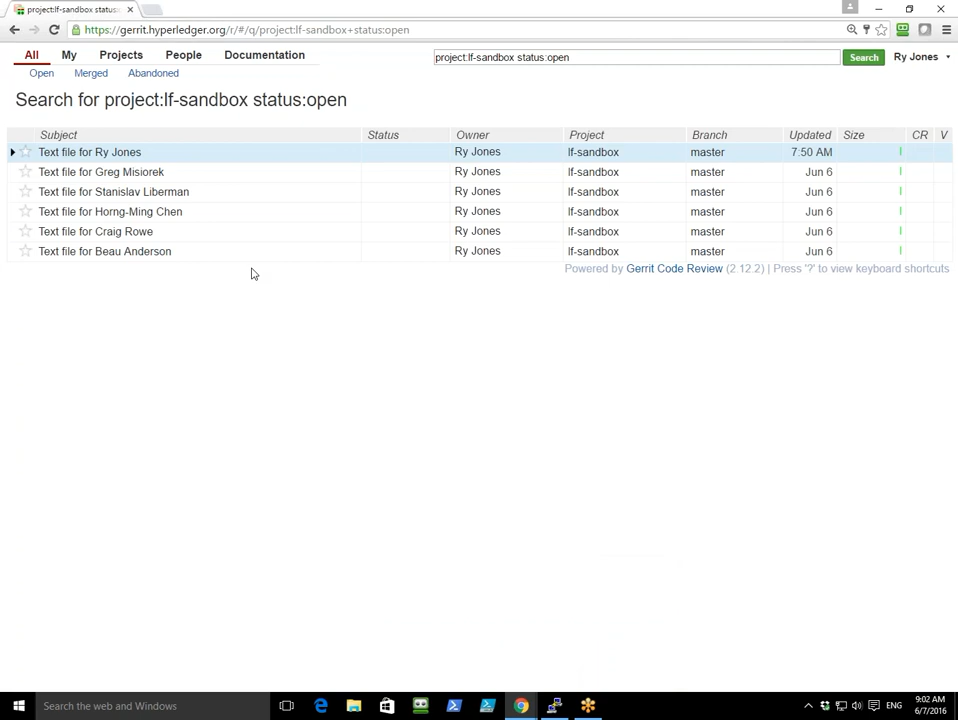 project:lf-sandbox status:
https://gerrit.hyperledger.org/r/#/q/project:lf-sandbox+status:open
All My Projects People Documentation
project:lf-sandbox status:open Search Ry Jones
Open Merged Abandoned
Search for project:lf-sandbox status:open
Subject Status Owner Project Branch Updated Size CR V
Text file for Ry Jones Ry Jones lf-sandbox master 7:50 AM
Text file for Greg Misiorek Ry Jones lf-sandbox master Jun 6
Text file for Stanislav Liberman Ry Jones lf-sandbox master Jun 6
Text file for Horng-Ming Chen Ry Jones lf-sandbox master Jun 6
Text file for Craig Rowe Ry Jones lf-sandbox master Jun 6
Text file for Beau Anderson Ry Jones lf-sandbox master Jun 6
Powered by Gerrit Code Review (2.12.2) | Press '?' to view keyboard shortcuts
Search the web and Windows
ENG
9:02 AM
6/7/2016